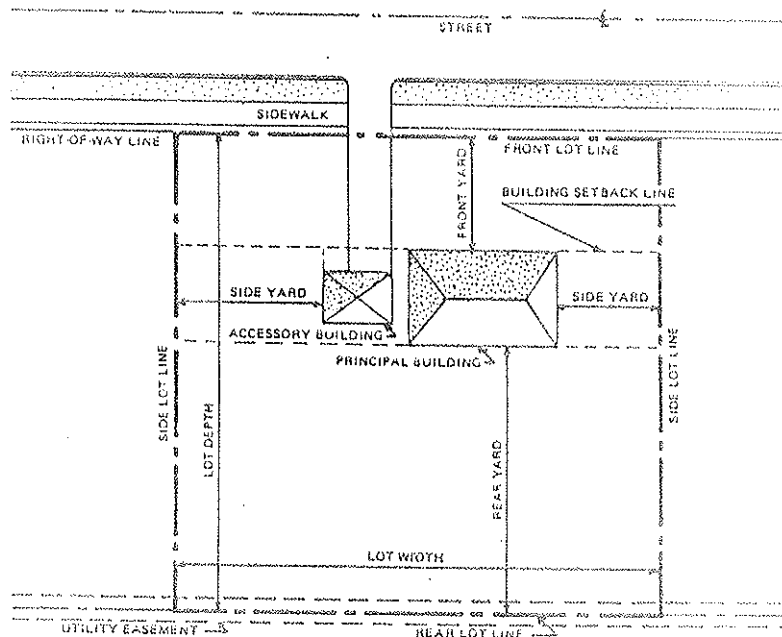 STREET
SIDEWALK
RIGHT-OF-WAY LINE
FRONT LOT LINE
FRONT YARD
BUILDING SETBACK LINE
SIDE YARD
SIDE YARD
ACCESSORY BUILDING
PRINCIPAL BUILDING
SIDE LOT LINE
LOT DEPTH
REAR YARD
SIDE LOT LINE
LOT WIDTH
UTILITY EASEMENT
REAR LOT LINE